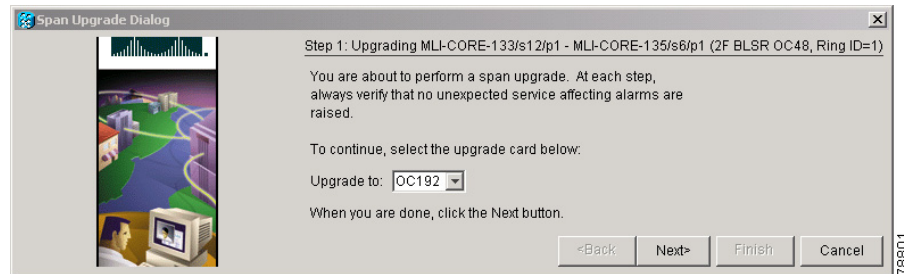 Span Upgrade Dialog
Step 1: Upgrading MLI-CORE-133/s12/p1 - MLI-CORE-135/s6/p1 (2F BLSR OC48, Ring ID=1)
You are about to perform a span upgrade. At each step,
always verify that no unexpected service affecting alarms are
raised.
To continue, select the upgrade card below:
Upgrade to: OC192
When you are done, click the Next button.
<Back Next> Finish Cancel
78801